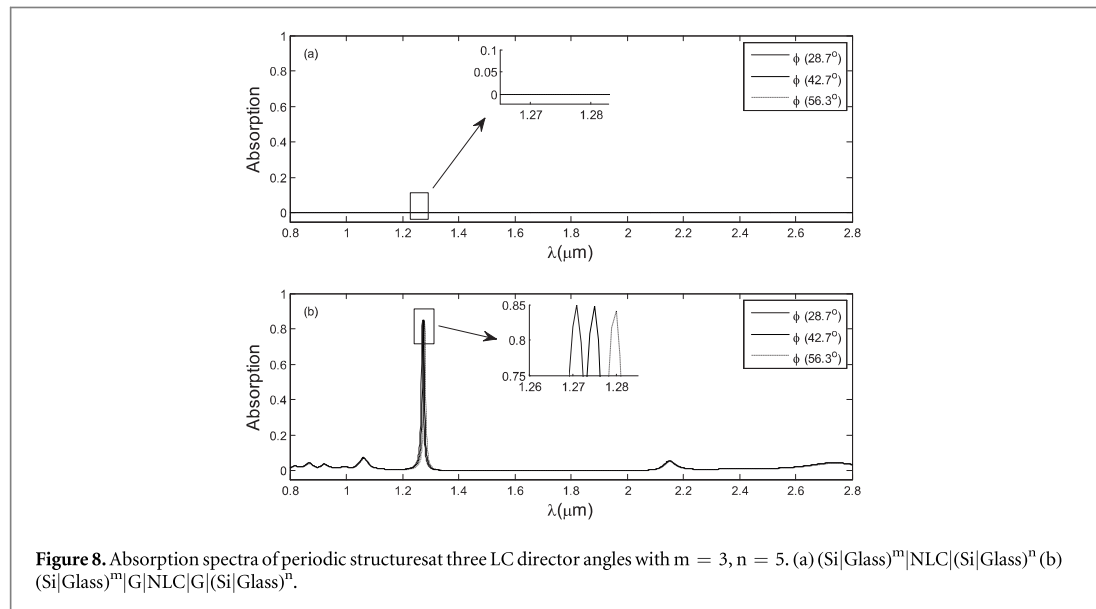 (a)
Absorption
1
0.8
0.6
0.4
0.2
0
0.1
0.05
0
1.27 1.28
ϕ (28.7°)
ϕ (42.7°)
ϕ (56.3°)
0.8 1 1.2 1.4 1.6 1.8 2 2.2 2.4 2.6 2.8
λ(μm)
(b)
Absorption
1
0.8
0.6
0.4
0.2
0
0.85
0.8
0.75
1.26 1.27 1.28
ϕ (28.7°)
ϕ (42.7°)
ϕ (56.3°)
0.8 1 1.2 1.4 1.6 1.8 2 2.2 2.4 2.6 2.8
λ(μm)
Figure 8. Absorption spectra of periodic structuresat three LC director angles with m = 3, n = 5. (a) (Si|Glass)ᵐ|NLC|(Si|Glass)ⁿ (b)
(Si|Glass)ᵐ|G|NLC|G|(Si|Glass)ⁿ.